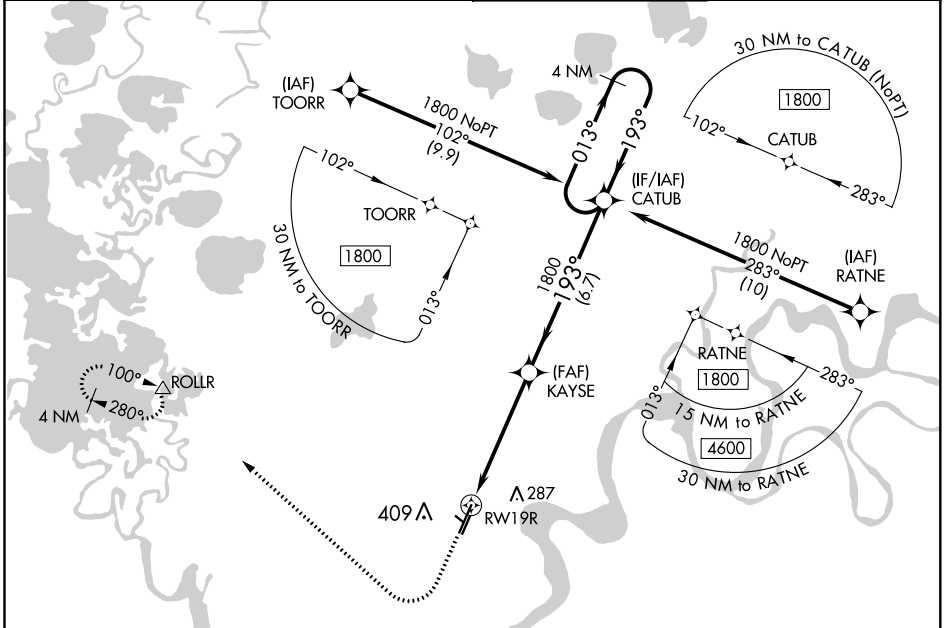 (IAF)
TOORR
1800 NoPT
102°
(9.9)
4 NM
013°
193°
(IF/IAF)
CATUB
30 NM to CATUB (NoPT)
1800
102°
CATUB
283°
102°
TOORR
1800
30 NM to TOORR
013°
1800 NoPT
283°
(10)
(IAF)
RATNE
1800
193°
(6.7)
(FAF)
KAYSE
RATNE
1800
283°
013°
15 NM to RATNE
4600
30 NM to RATNE
100°
ROLLR
4 NM
280°
409
287
RW19R